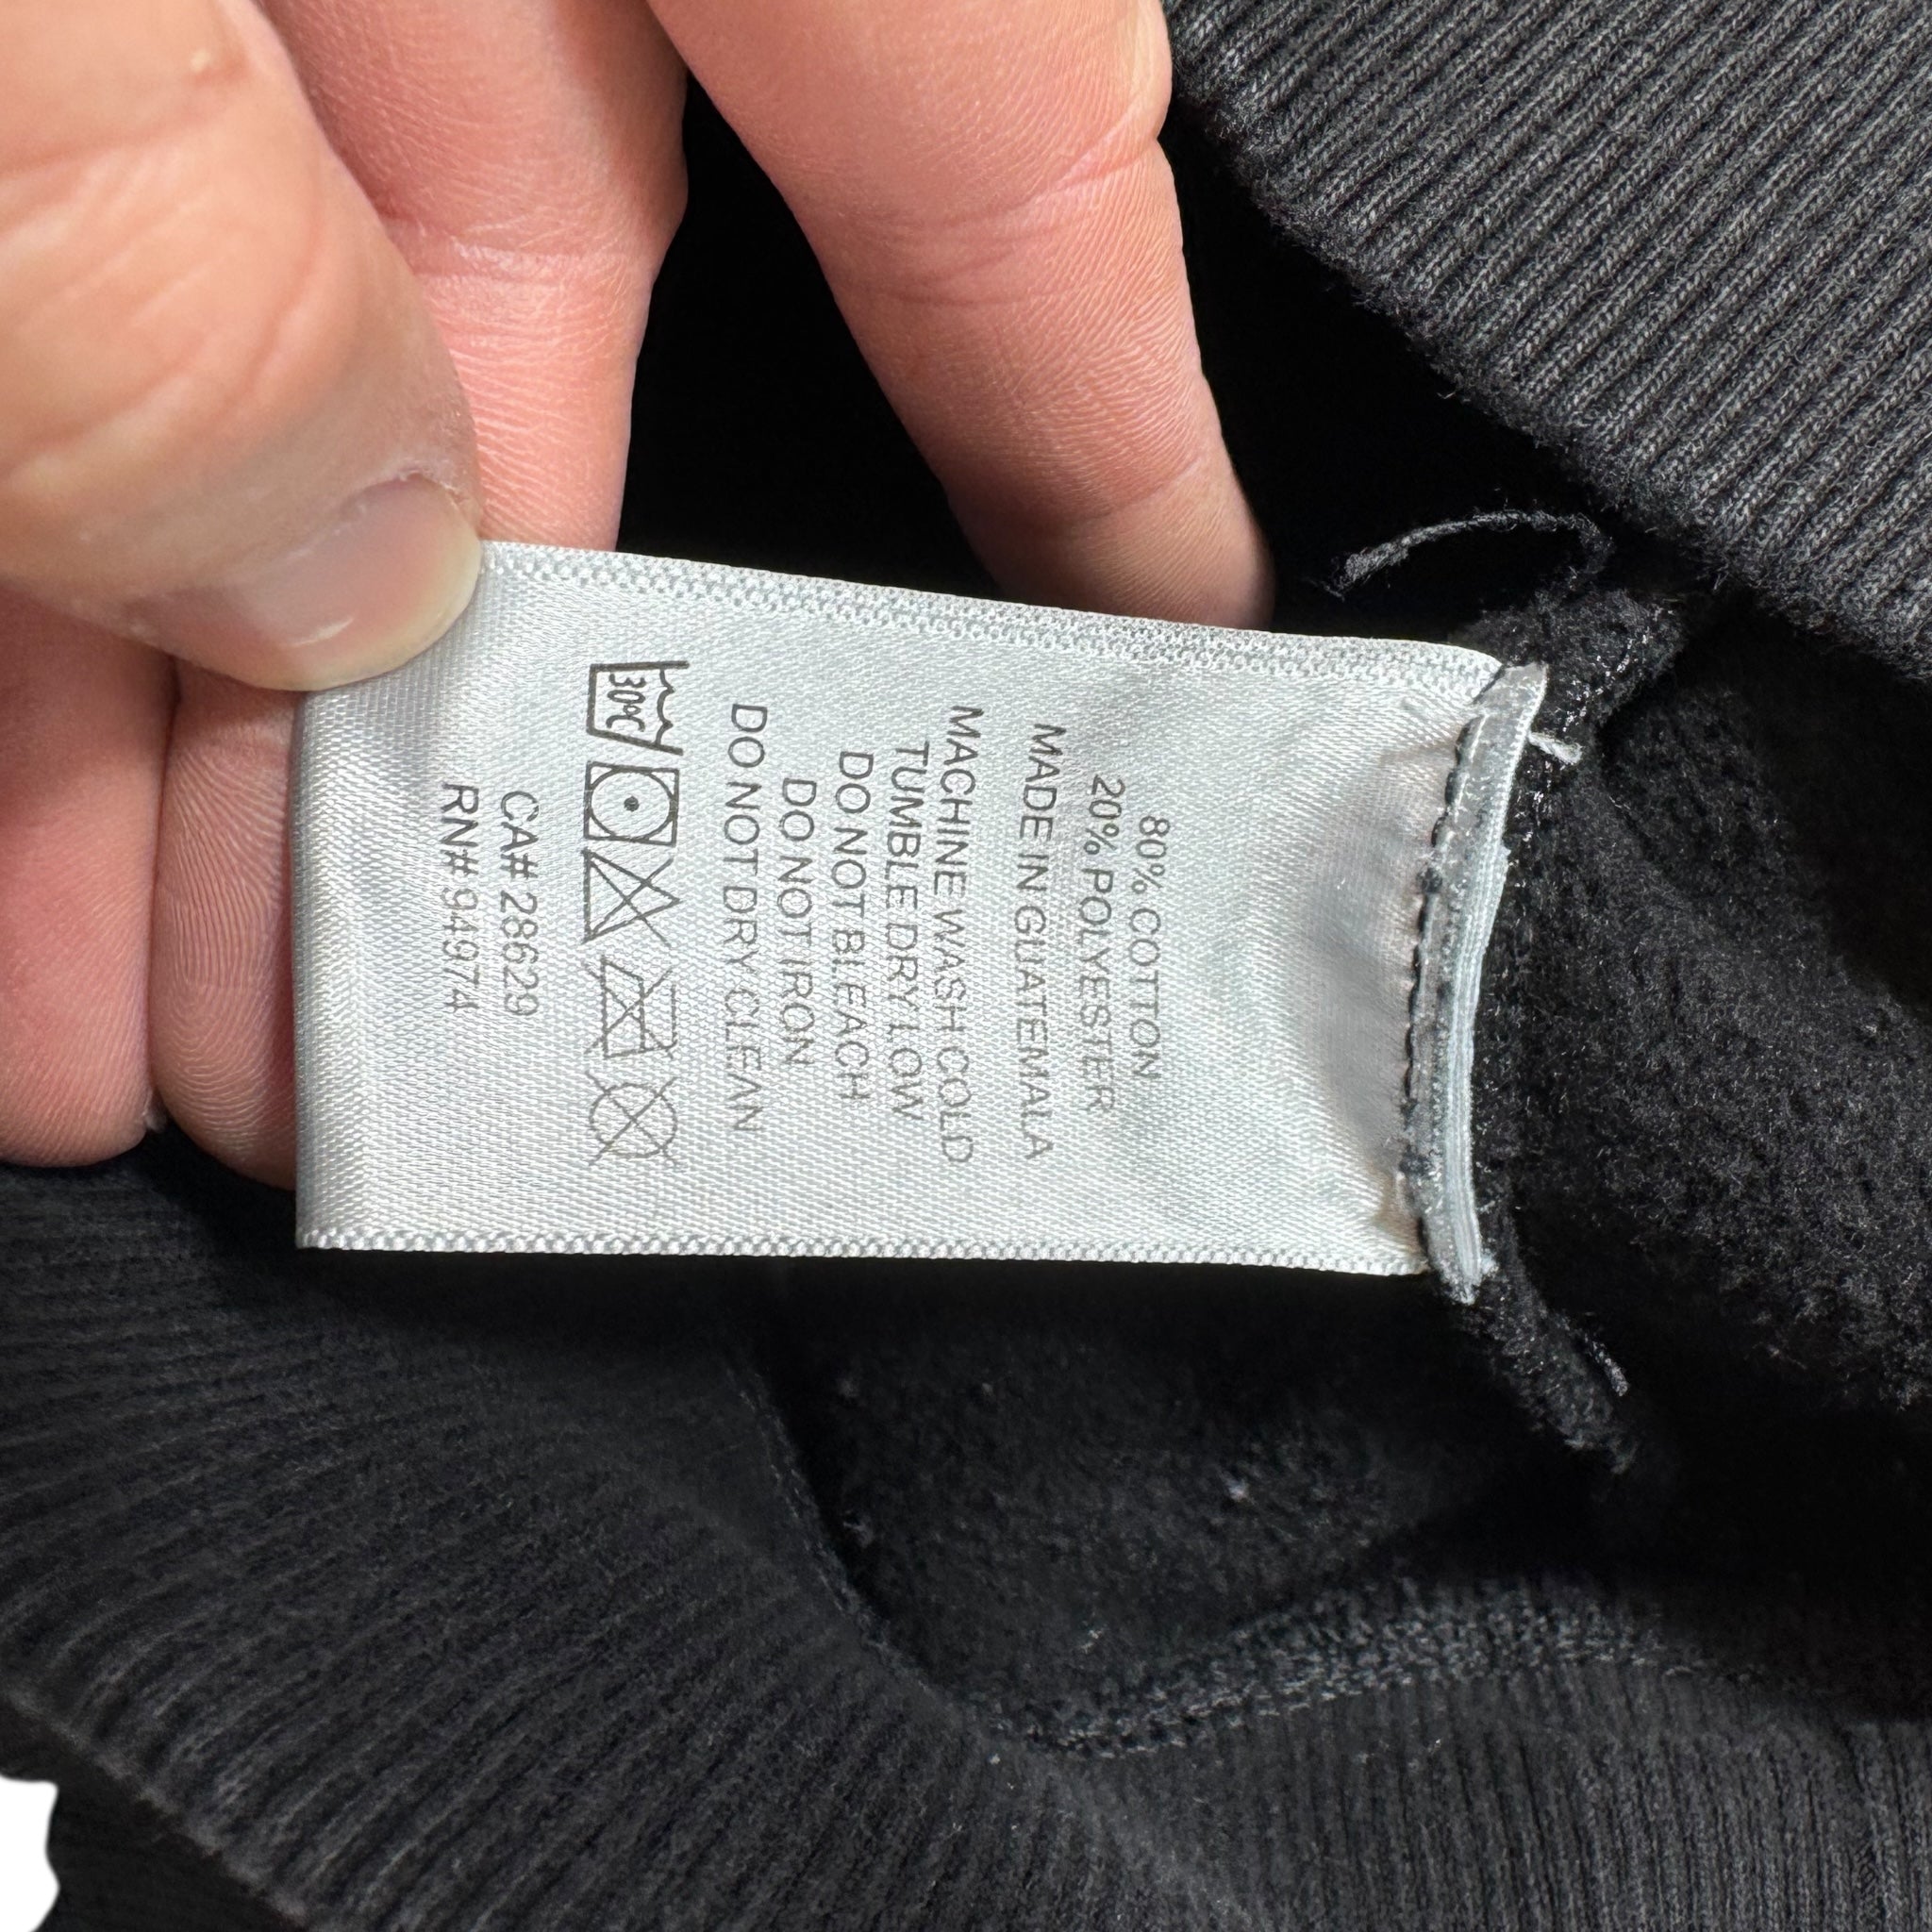 80% COTTON
20% POLYESTER
MADE IN GUATEMALA
MACHINE WASH COLD
TUMBLE DRY LOW
DO NOT BLEACH
DO NOT IRON
DO NOT DRY CLEAN
30°C
CA# 28629
RN# 94974